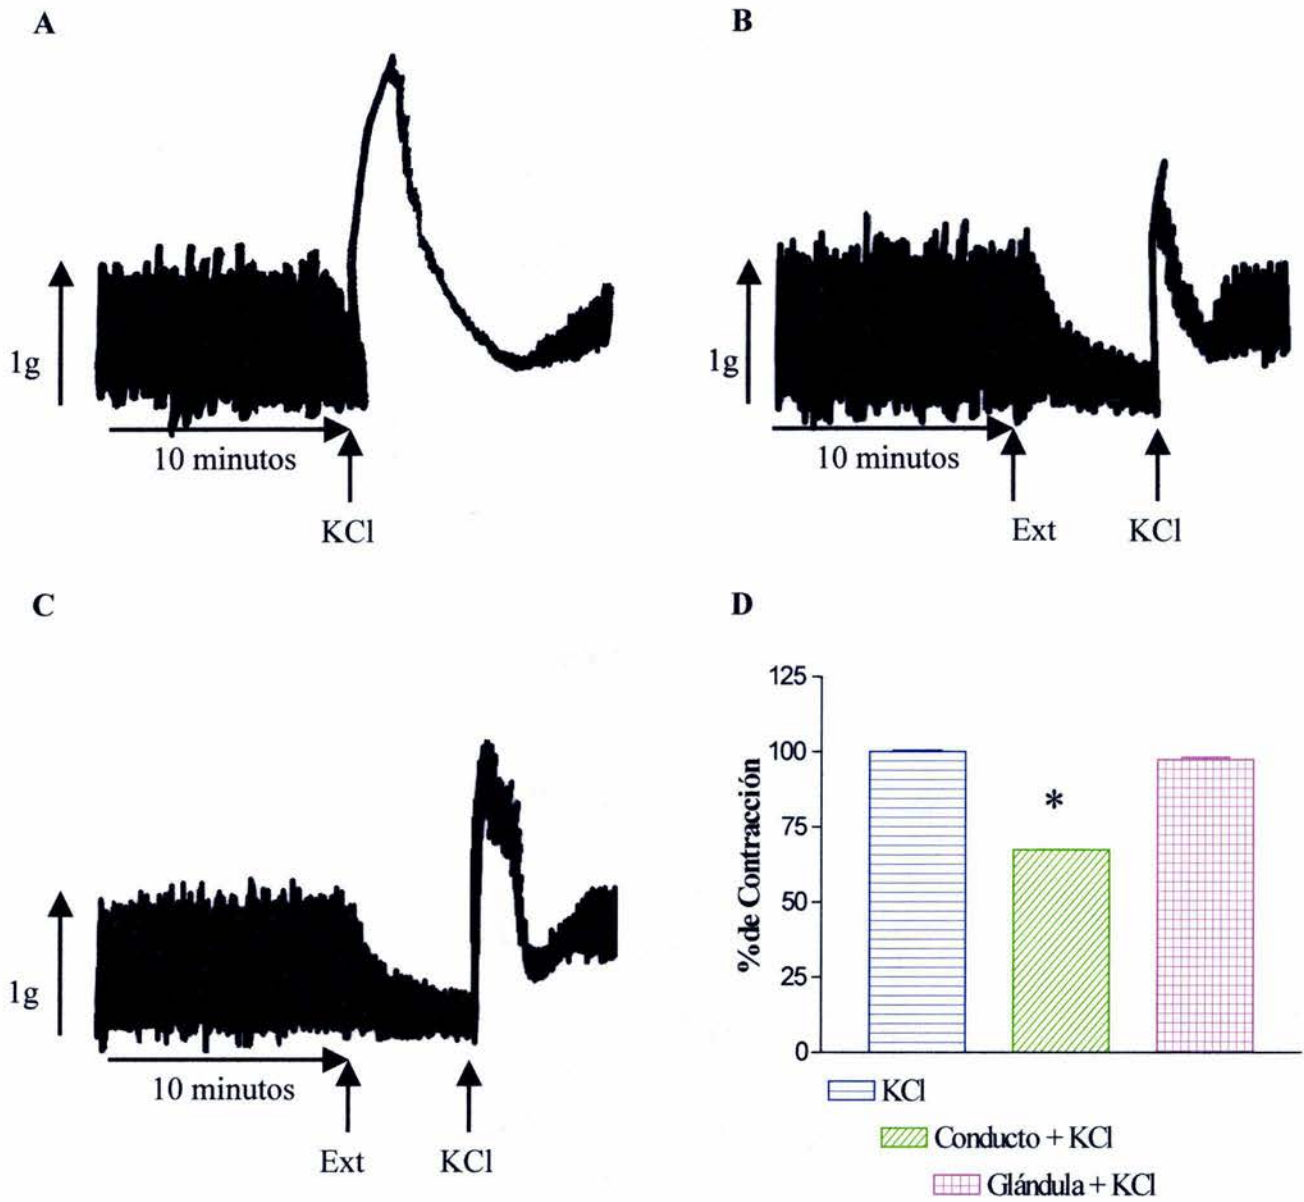 A
1g
10 minutos
KCl
B
1g
10 minutos
Ext
KCl
C
1g
10 minutos
Ext
KCl
D
% de Contracción
125
100
75
50
25
0
*
KCl
Conducto + KCl
Glándula + KCl